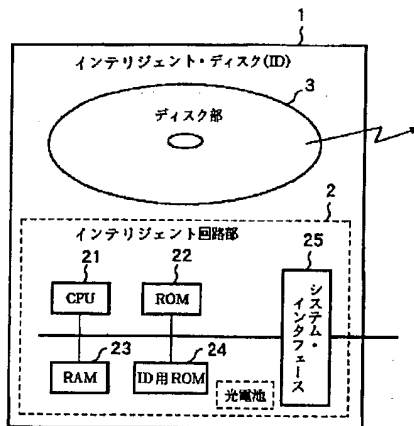 1
インテリジェント・ディスク(ID)
3
ディスク部
2
インテリジェント回路部
21
22
25
CPU
ROM
システム・
インタフェース
23
24
RAM
ID用ROM
光電池